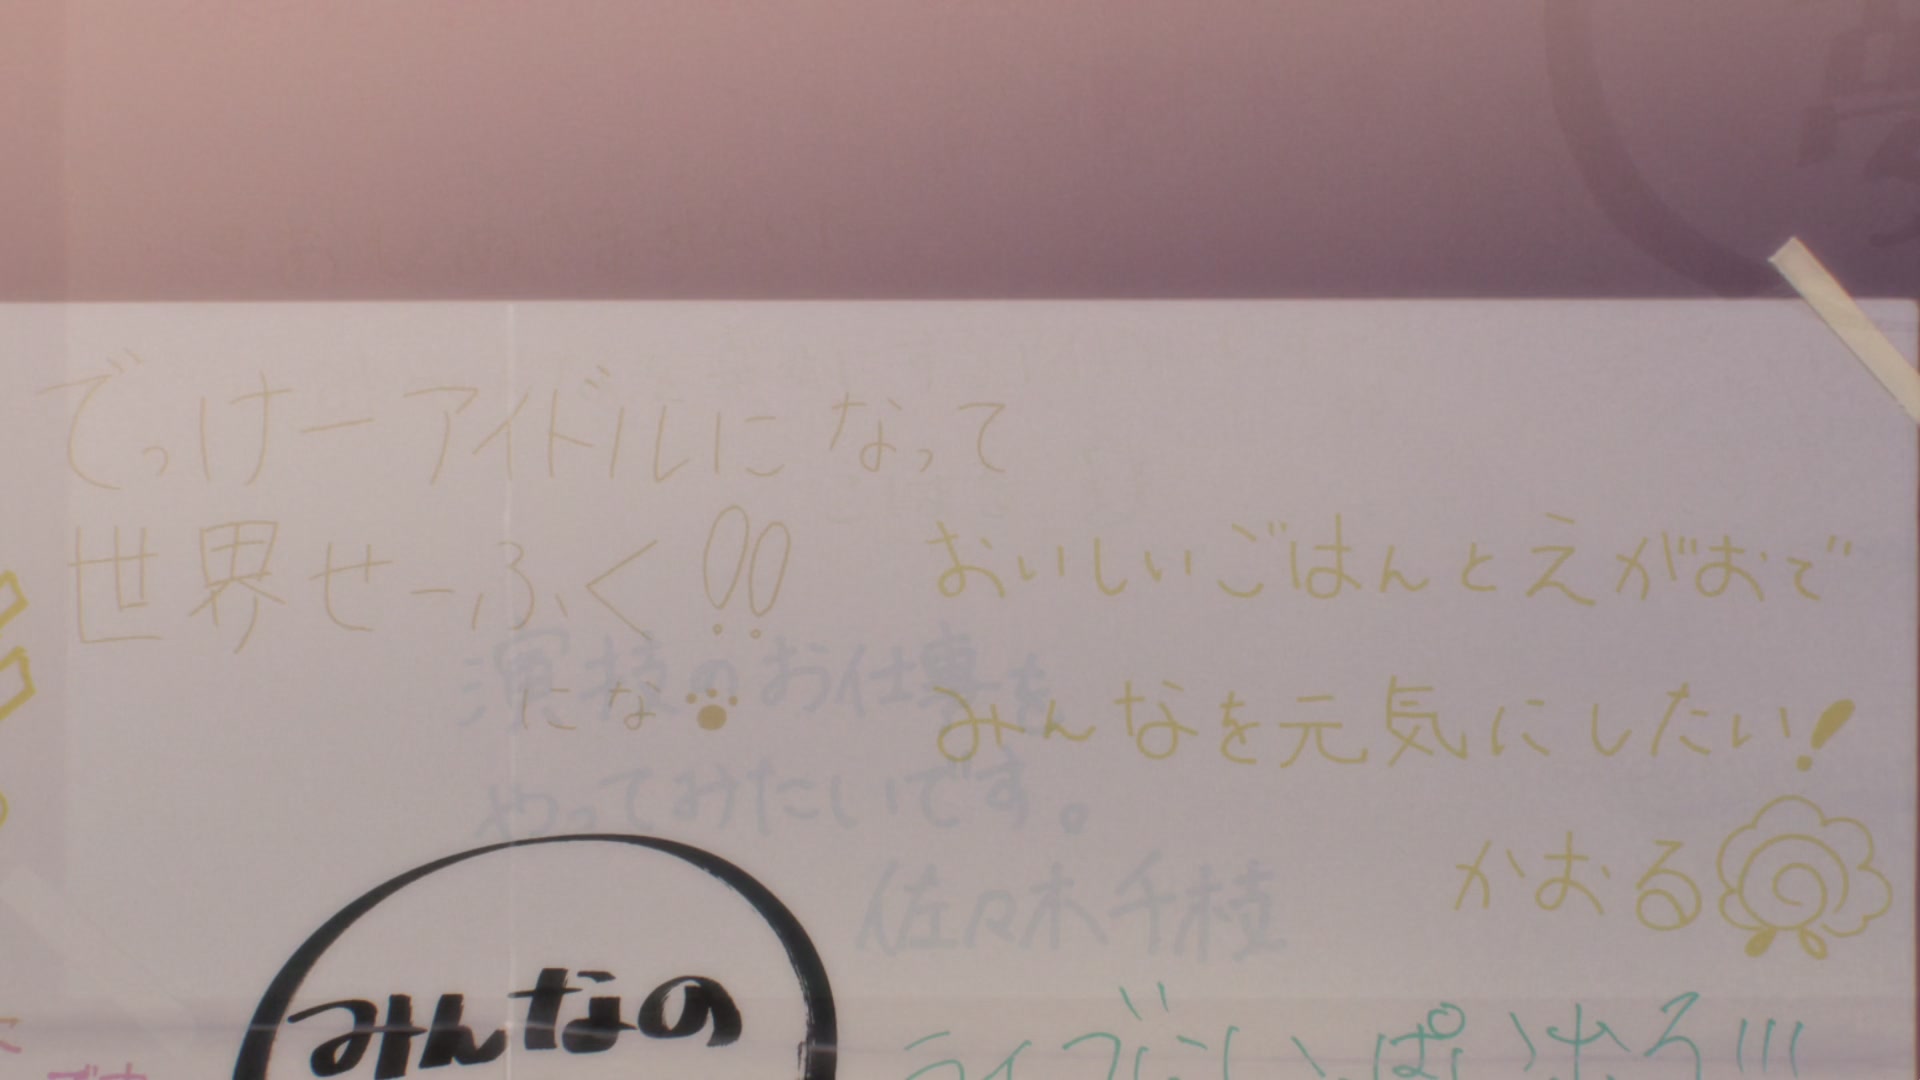 でっけーアイドルになって
世界せーふく!!
にな
おいしいごはんとえがおで
みんなを元気にしたい!
かおる
演技のお仕事を
やってみたいです。
佐々木千枝
みんなの
ライブにいっぱい出る!!!